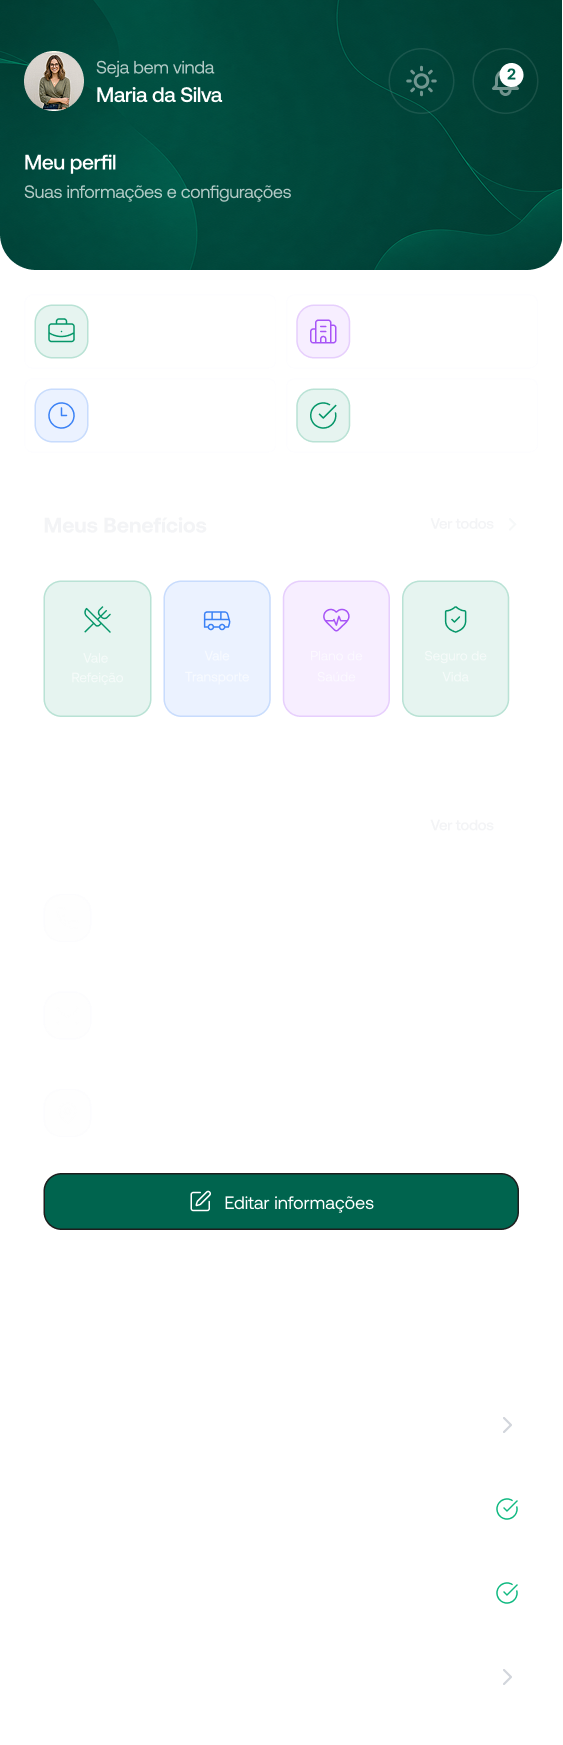 Seja bem vinda
Maria da Silva
2
Meu perfil
Suas informações e configurações
Meus Benefícios
Ver todos
Vale
Refeição
Vale
Transporte
Plano de
Saúde
Seguro de
Vida
Ver todos
Editar informações